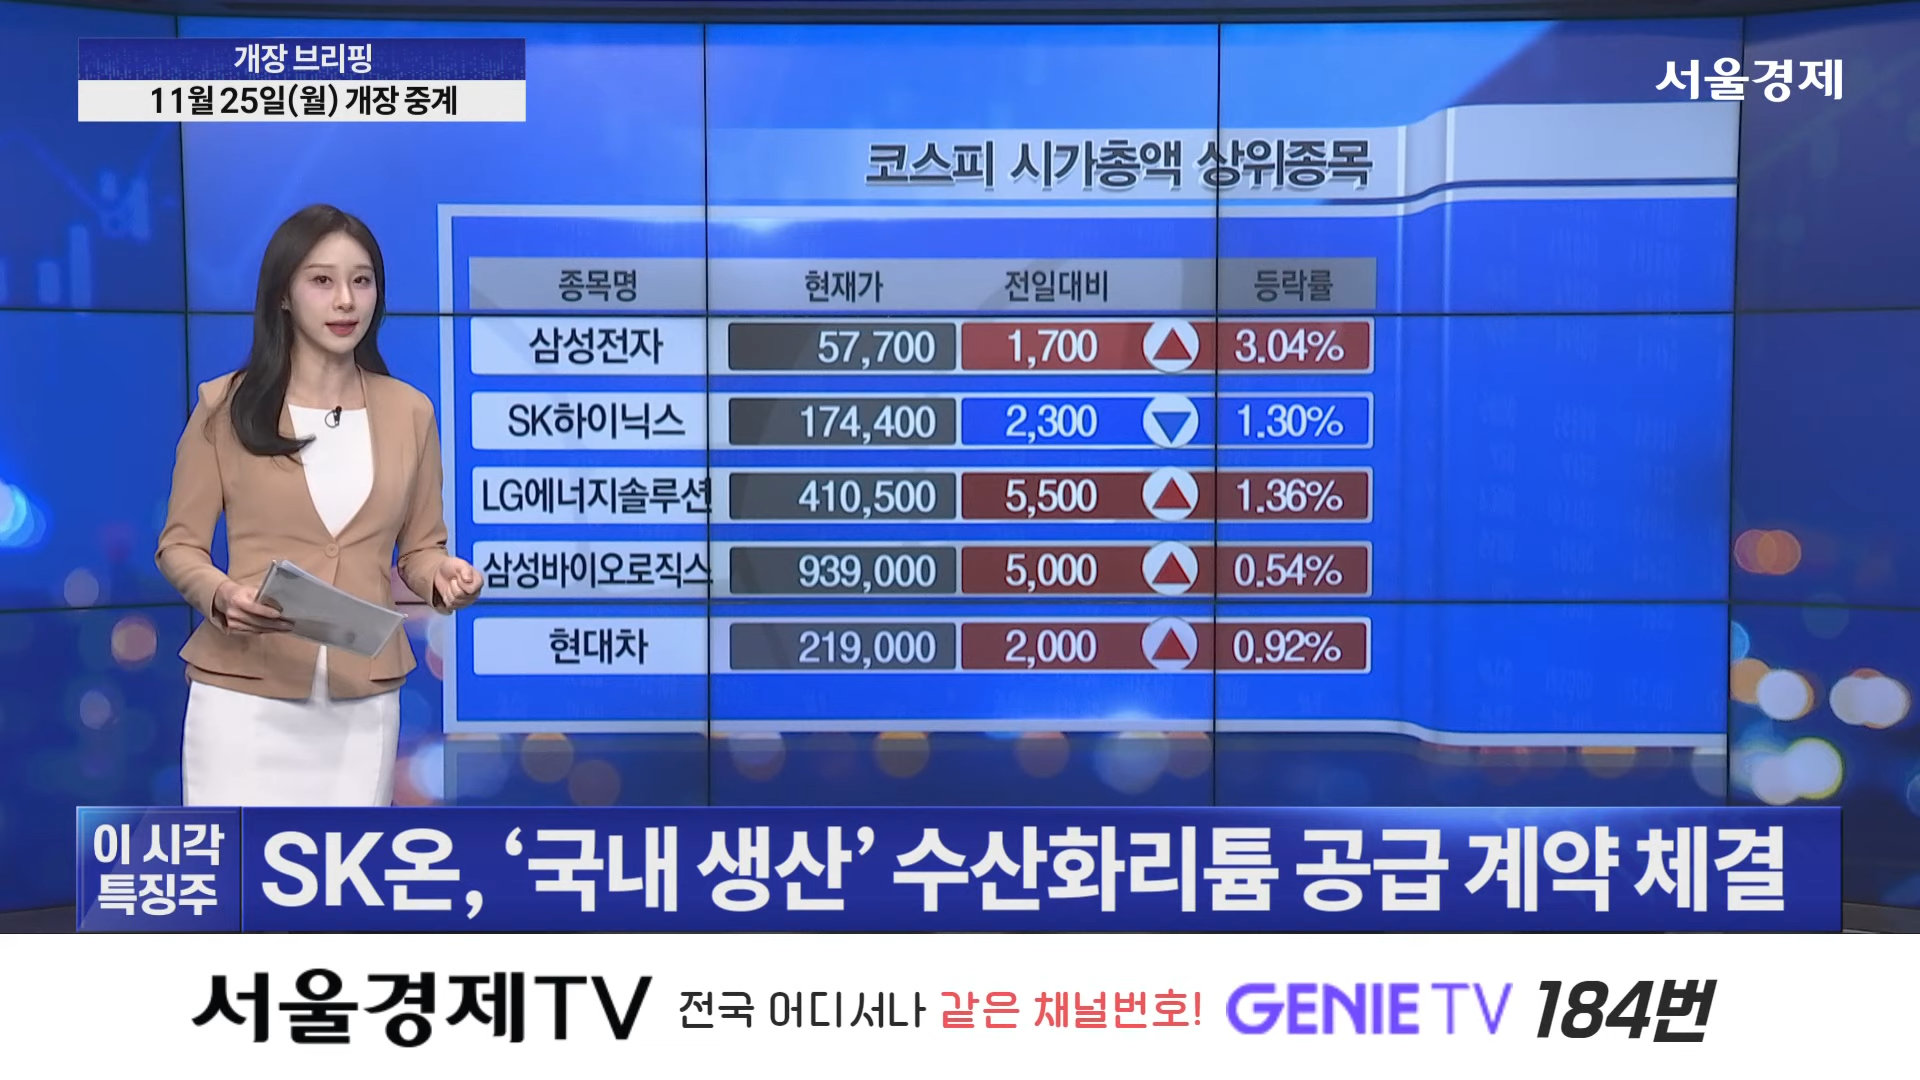 개장 브리핑
11월 25일(월) 개장 중계
서울경제
코스피 시가총액 상위종목
종목명 현재가 전일대비 등락률
삼성전자 57,700 1,700 ▲ 3.04%
SK하이닉스 174,400 2,300 ▼ 1.30%
LG에너지솔루션 410,500 5,500 ▲ 1.36%
삼성바이오로직스 939,000 5,000 ▲ 0.54%
현대차 219,000 2,000 ▲ 0.92%
이 시각
특징주
SK온, ‘국내 생산’ 수산화리튬 공급 계약 체결
서울경제TV 전국 어디서나 같은 채널번호! GENIE TV 184번